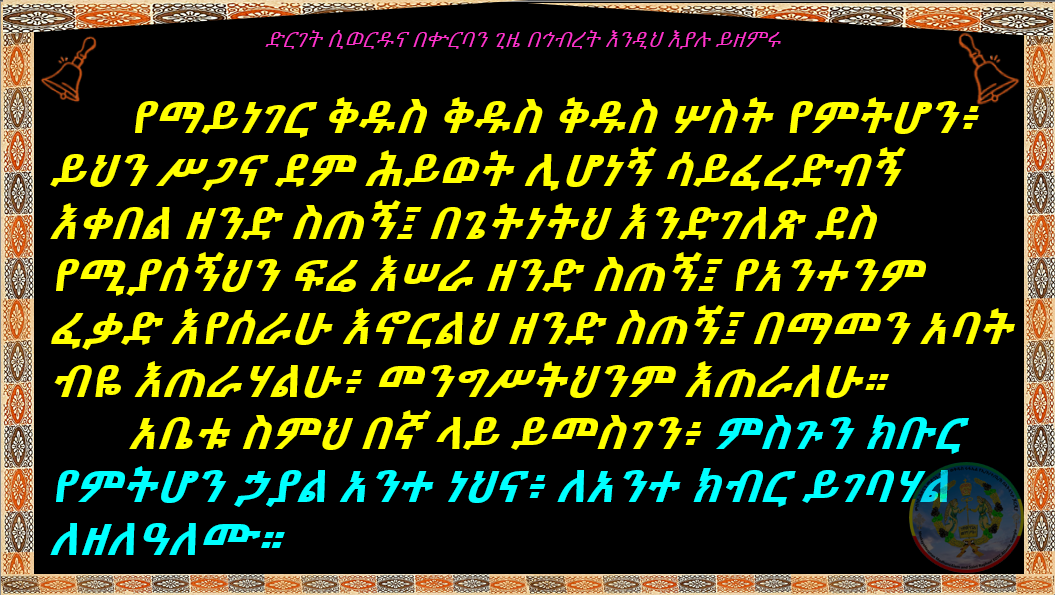 ድርገት ሲወርዱና በቍርባን ጊዜ በኅብረት እንዲህ እያሉ ይዘምሩ
የማይነገር ቅዱስ ቅዱስ ቅዱስ ሦስት የምትሆን፥
ይህን ሥጋና ደም ሕይወት ሊሆነኝ ሳይፈረድብኝ
እቀበል ዘንድ ስጠኝ፤ በጌትነትህ እንድገለጽ ደስ
የሚያሰኝህን ፍሬ እሠራ ዘንድ ስጠኝ፤ የአንተንም
ፈቃድ እየሰራሁ እኖርልህ ዘንድ ስጠኝ፤ በማመን አባት
ብዬ እጠራሃልሁ፥ መንግሥትህንም እጠራለሁ።
አቤቱ ስምህ በኛ ላይ ይመስገን፥ ምስጉን ክቡር
የምትሆን ኃያል አንተ ነህና፥ ለአንተ ክብር ይገባሃል
ለዘለዓለሙ።